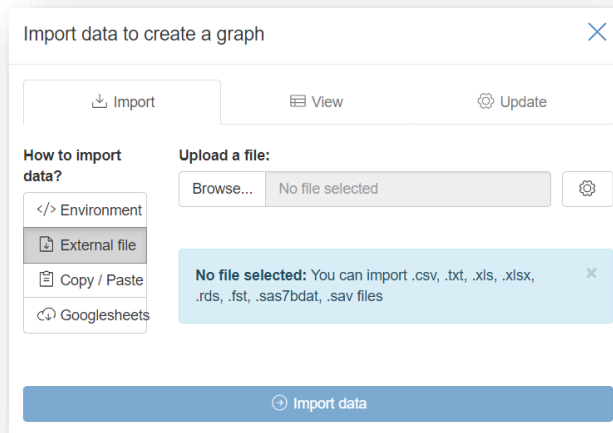 Import data to create a graph
Import
View
Update
How to import
data?
</> Environment
External file
Copy / Paste
Googlesheets
Upload a file:
Browse...
No file selected
No file selected: You can import .csv, .txt, .xls, .xlsx,
.rds, .fst, .sas7bdat, .sav files
×
Import data